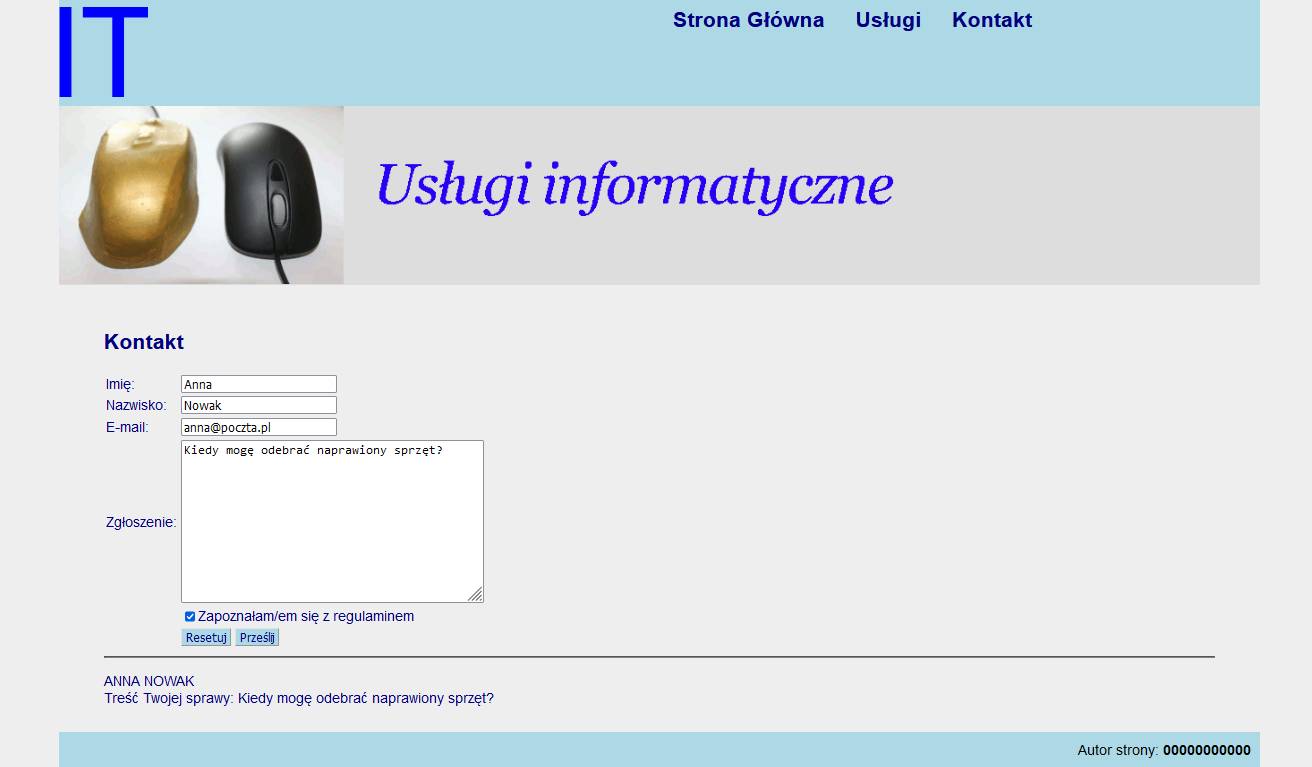 IT
Strona Główna Usługi Kontakt
Usługi informatyczne
Kontakt
Imię: Anna
Nazwisko: Nowak
E-mail: anna@poczta.pl
Kiedy mogę odebrać naprawiony sprzęt?
Zgłoszenie:
Zapoznałam/em się z regulaminem
Resetuj Prześlij
ANNA NOWAK
Treść Twojej sprawy: Kiedy mogę odebrać naprawiony sprzęt?
Autor strony: 00000000000